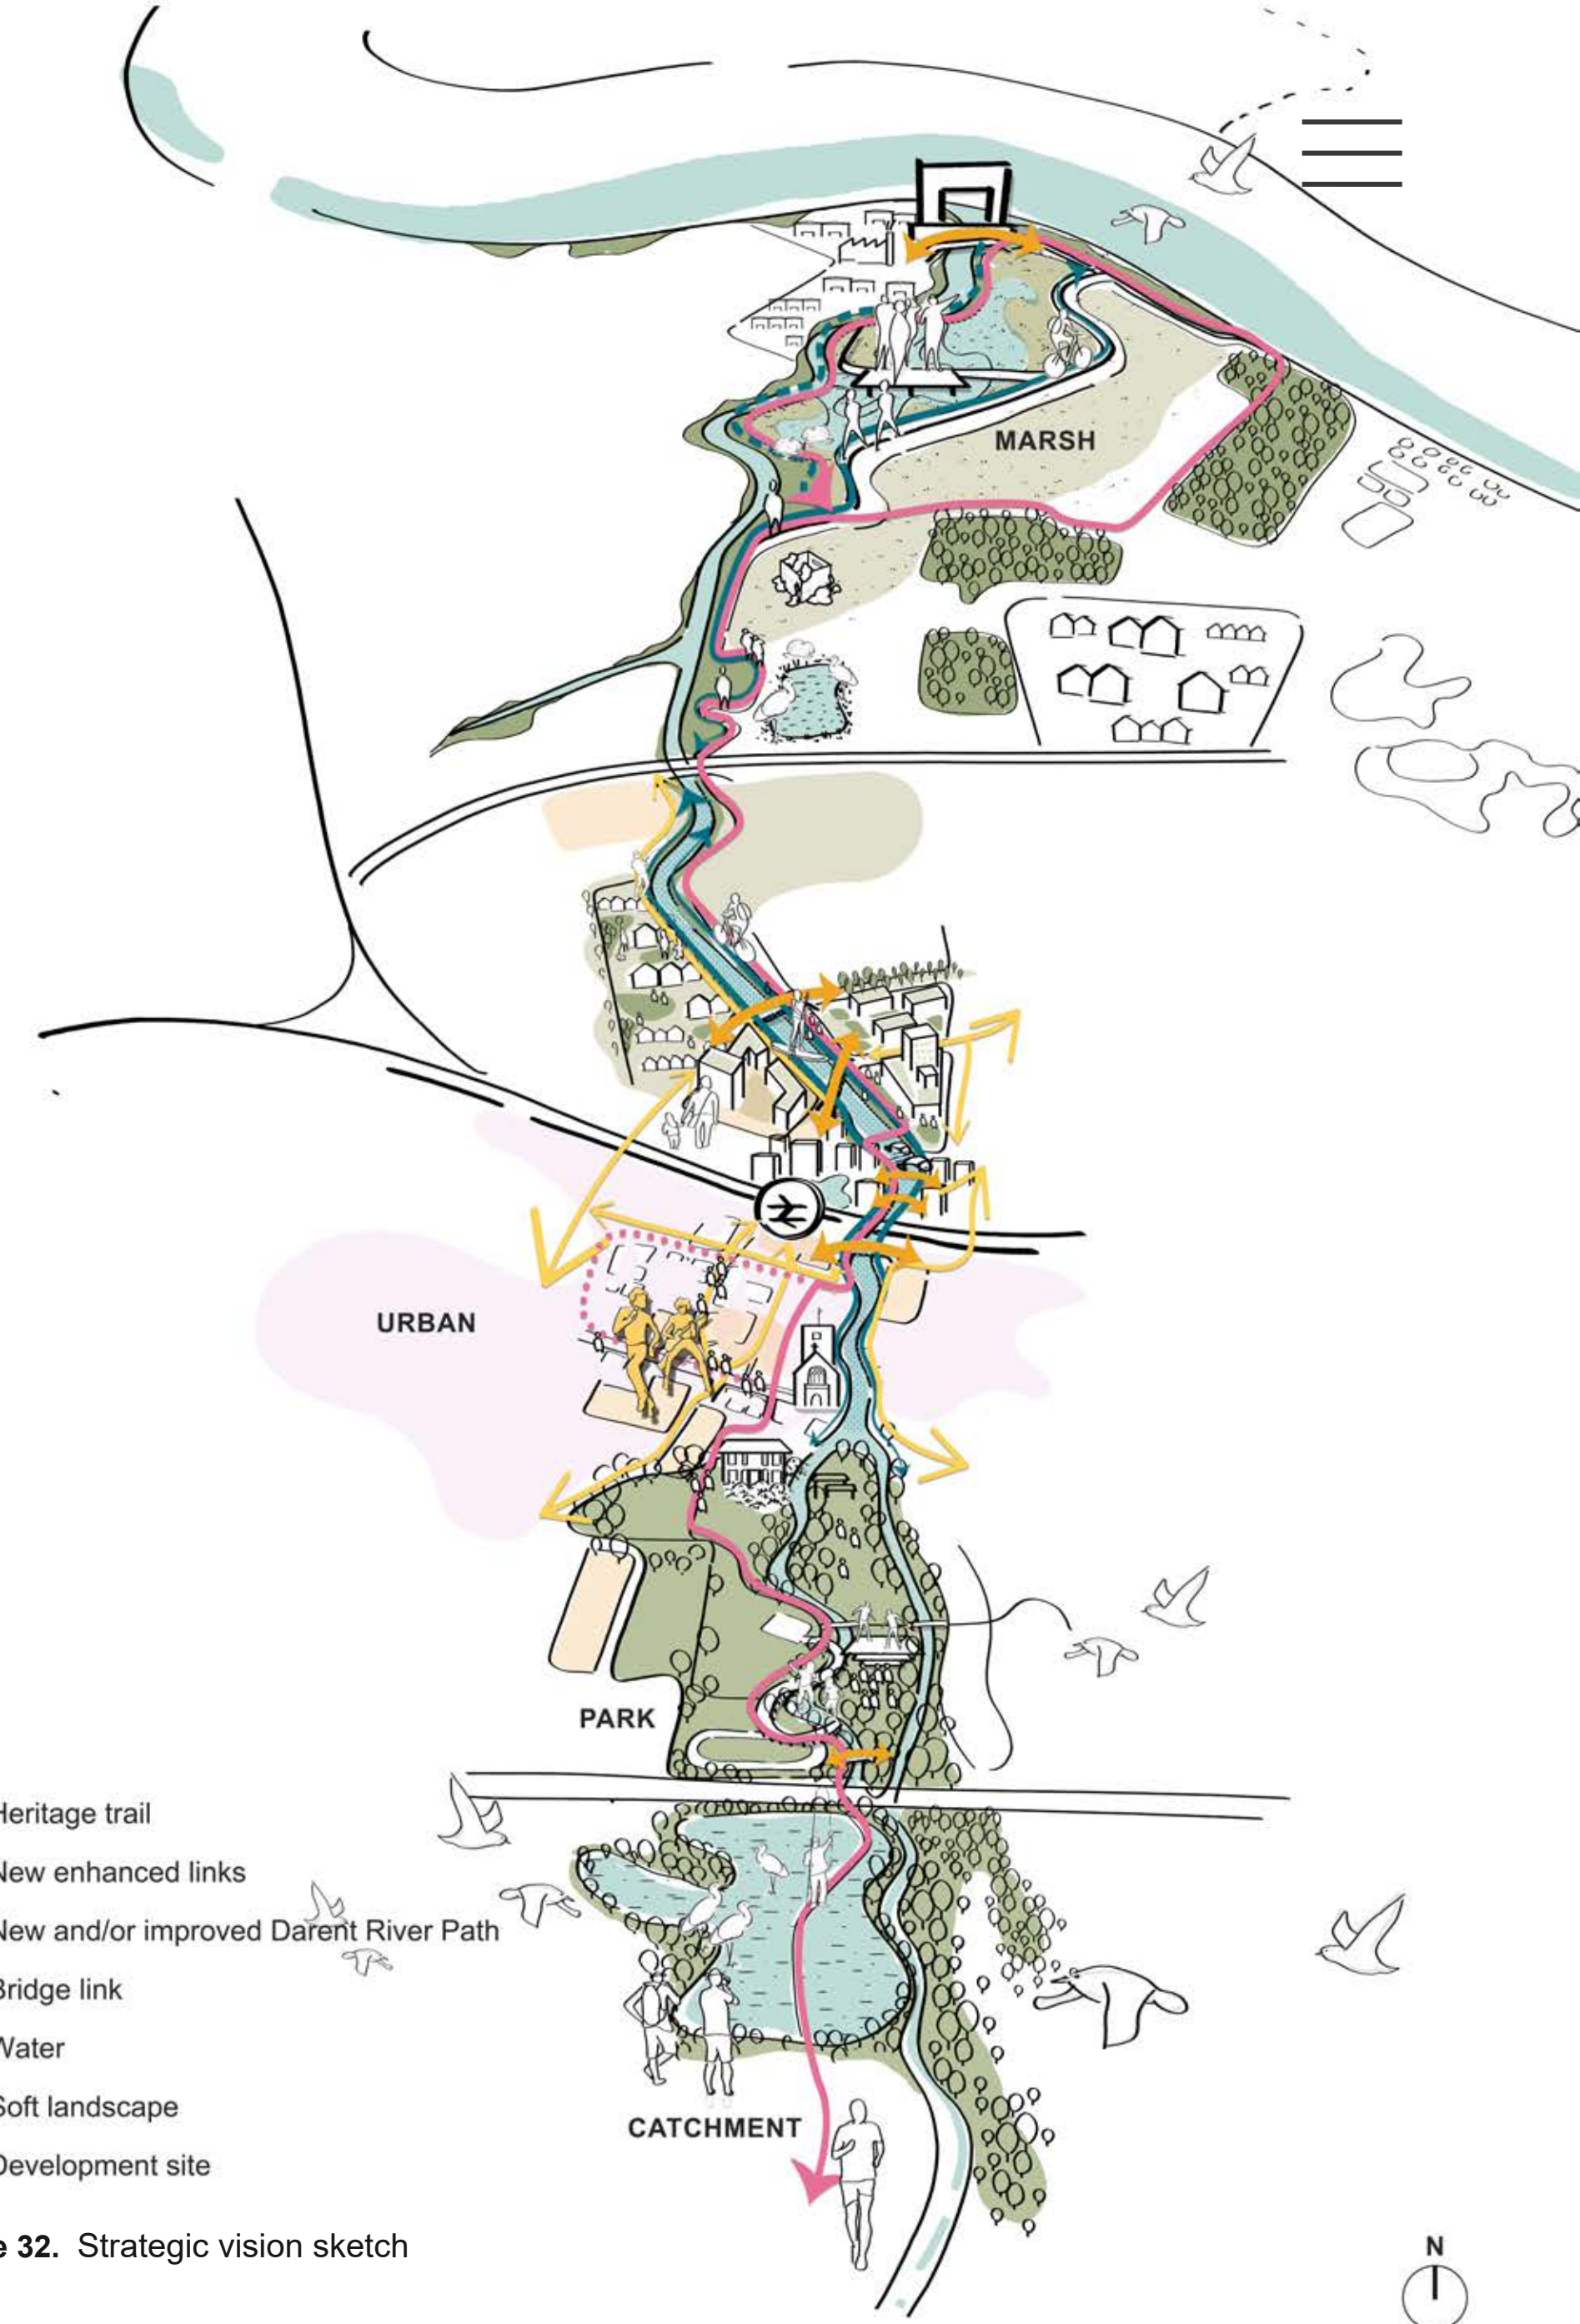 MARSH
URBAN
PARK
Heritage trail
New enhanced links
New and/or improved Darent River Path
Bridge link
Water
Soft landscape
Development site
CATCHMENT
e 32. Strategic vision sketch
N